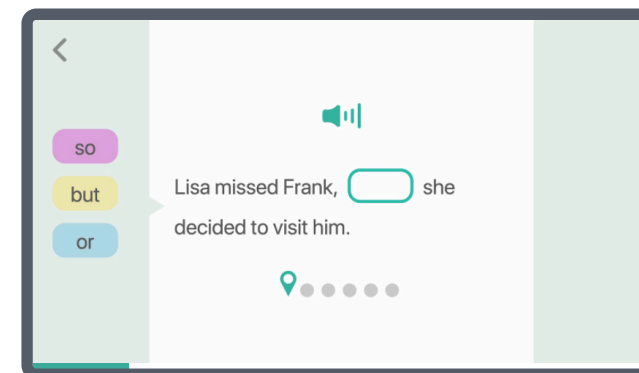 so
but
or
Lisa missed Frank, she
decided to visit him.